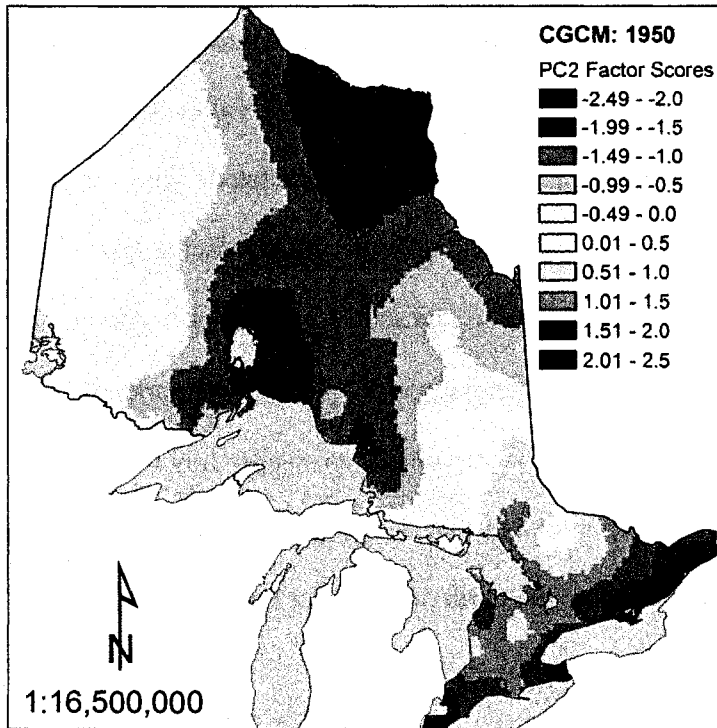 CGCM: 1950
PC2 Factor Scores
-2.49 - -2.0
-1.99 - -1.5
-1.49 - -1.0
-0.99 - -0.5
-0.49 - 0.0
0.01 - 0.5
0.51 - 1.0
1.01 - 1.5
1.51 - 2.0
2.01 - 2.5
N
1:16,500,000